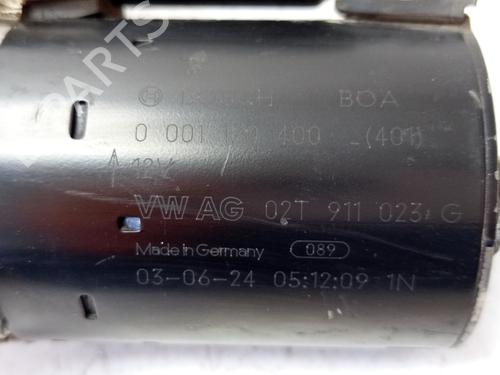 PARTS
BOSCH BOA
0 001 120 400 -(401)
12V
VW AG 02T 911 023 G
Made in Germany 089
03-06-24 05:12:09 1N